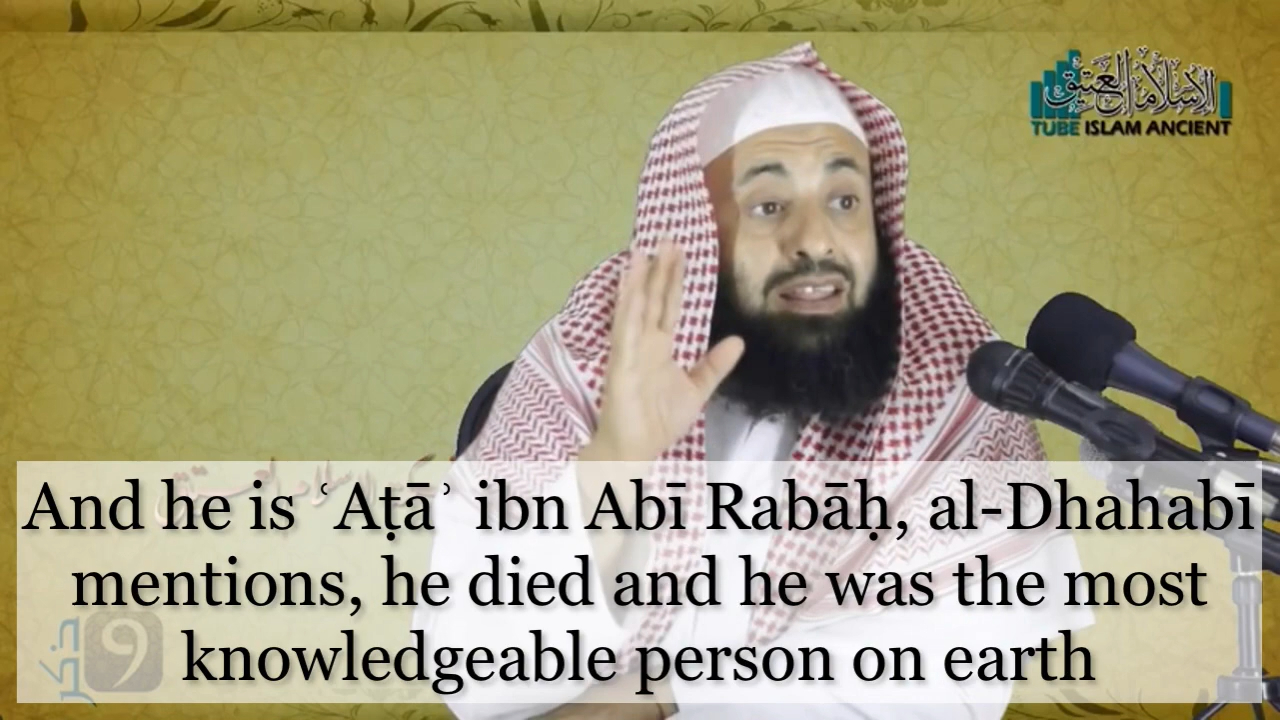 الإسلام العتيق
TUBE ISLAM ANCIENT
And he is ʿAṭāʾ ibn Abī Rabāḥ, al-Dhahabī
mentions, he died and he was the most
knowledgeable person on earth